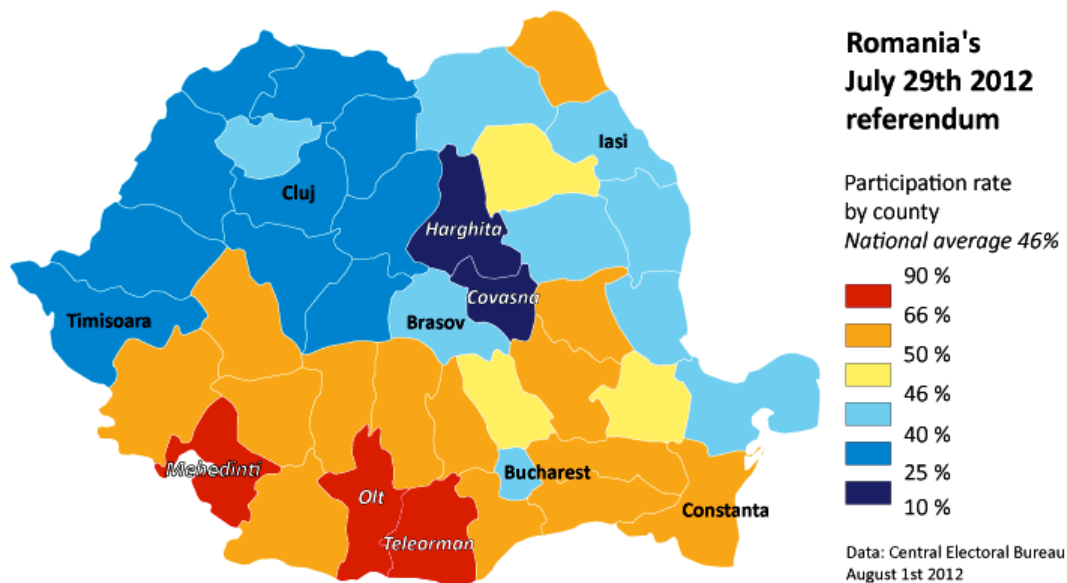 Romania's
July 29th 2012
referendum
Participation rate
by county
National average 46%
90 %
66 %
50 %
46 %
40 %
25 %
10 %
Data: Central Electoral Bureau
August 1st 2012
Iasi
Cluj
Harghita
Covasna
Timisoara
Brasov
Mehedinti
Bucharest
Olt
Constanta
Teleorman